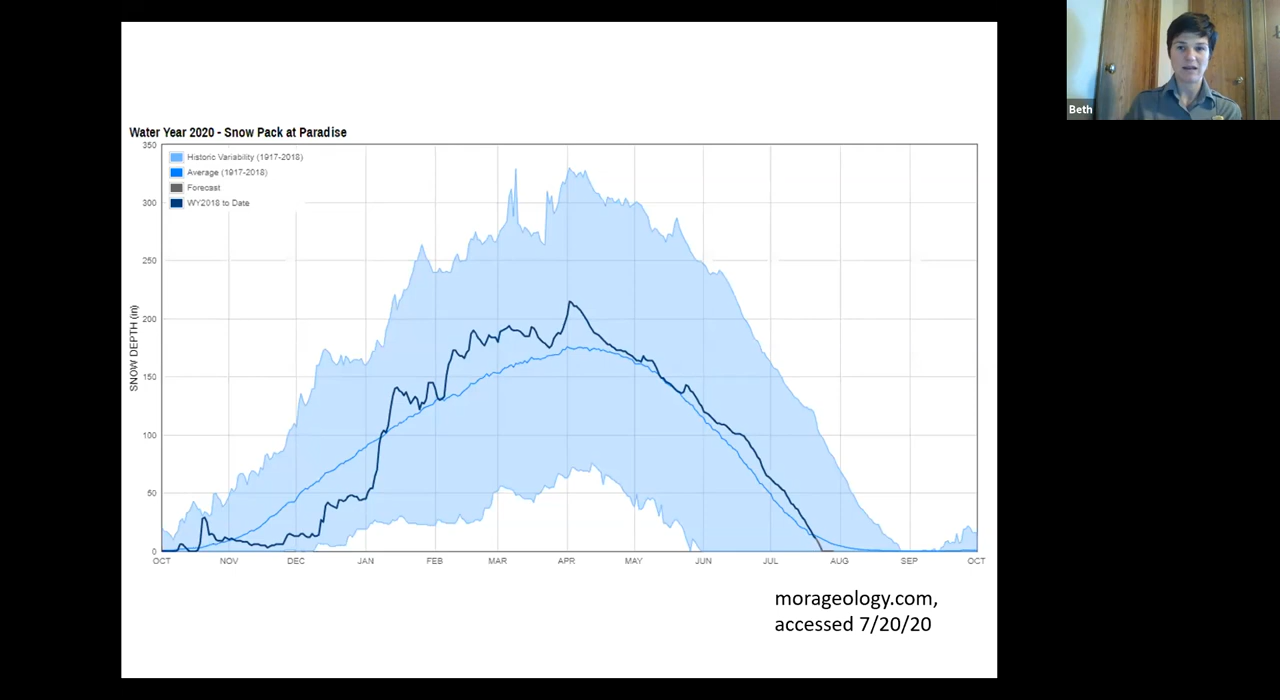 Beth
Water Year 2020 - Snow Pack at Paradise
350
Historic Variability (1917-2018)
Average (1917-2018)
Forecast
WY2018 to Date
300
250
200
150
100
50
0
SNOW DEPTH (in)
OCT NOV DEC JAN FEB MAR APR MAY JUN JUL AUG SEP OCT
morageology.com,
accessed 7/20/20